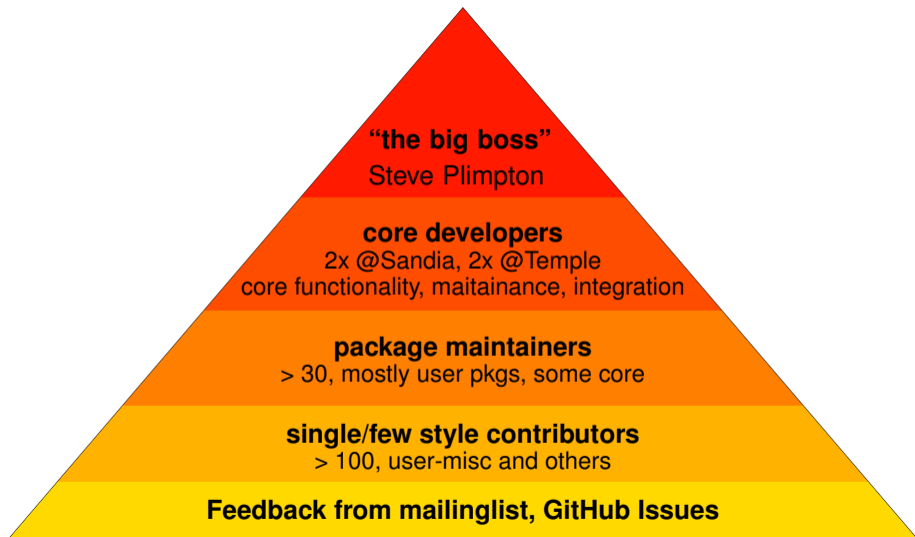 “the big boss”
Steve Plimpton
core developers
2x @Sandia, 2x @Temple
core functionality, maitainance, integration
package maintainers
> 30, mostly user pkgs, some core
single/few style contributors
> 100, user-misc and others
Feedback from mailinglist, GitHub Issues